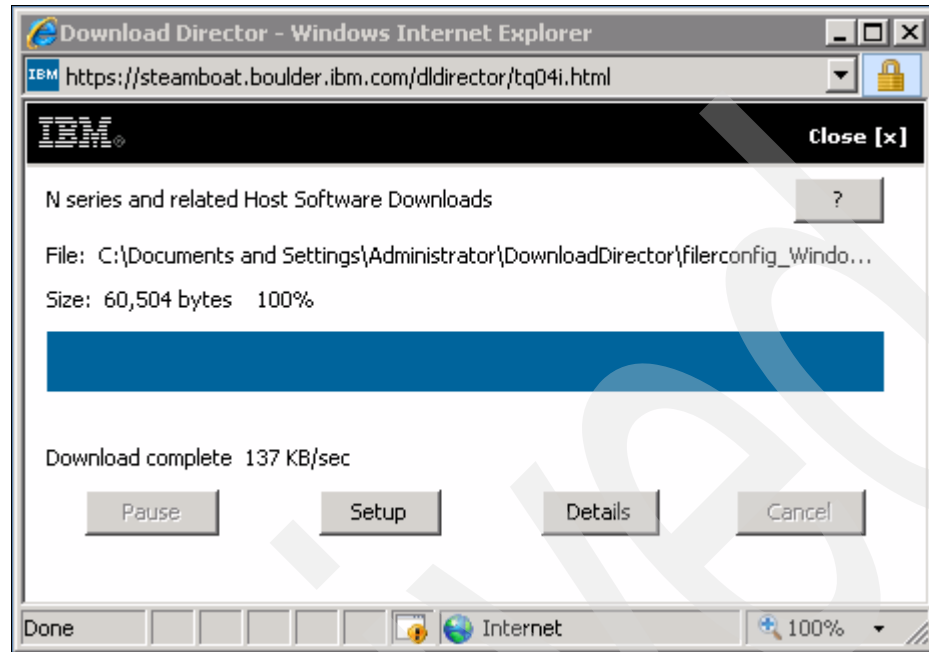 Download Director - Windows Internet Explorer
IBM https://steamboat.boulder.ibm.com/dldirector/tq04i.html
IBM® Close [x]
N series and related Host Software Downloads ?
File: C:\Documents and Settings\Administrator\DownloadDirector\filerconfig_Windo...
Size: 60,504 bytes 100%
Download complete 137 KB/sec
Pause Setup Details Cancel
Done Internet 100%